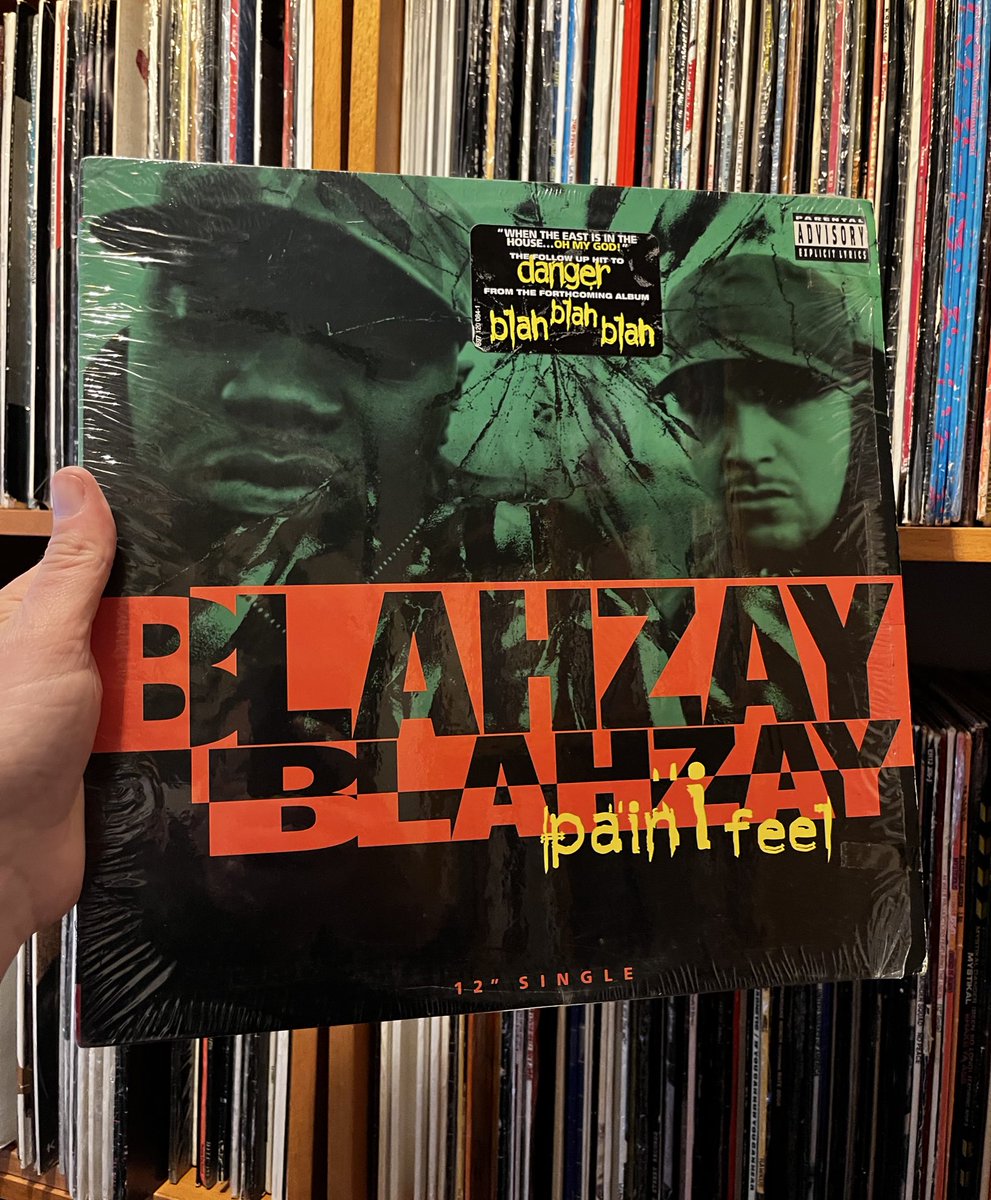 "WHEN THE EAST IS IN THE
HOUSE...OH MY GOD!"
THE FOLLOW UP HIT TO
danger
FROM THE FORTHCOMING ALBUM
blah blah blah
PARENTAL
ADVISORY
EXPLICIT LYRICS
BLAHZAY
BLAHZAY
pain i feel
12" SINGLE
MYSTIKAL